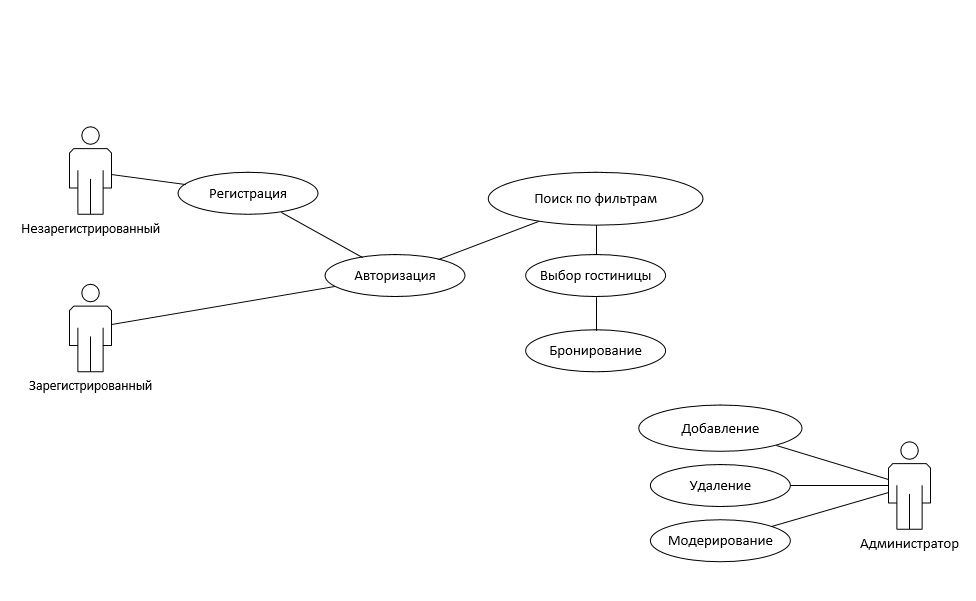 Незарегистрированный
Регистрация
Поиск по фильтрам
Авторизация
Выбор гостиницы
Зарегистрированный
Бронирование
Добавление
Удаление
Модерирование
Администратор